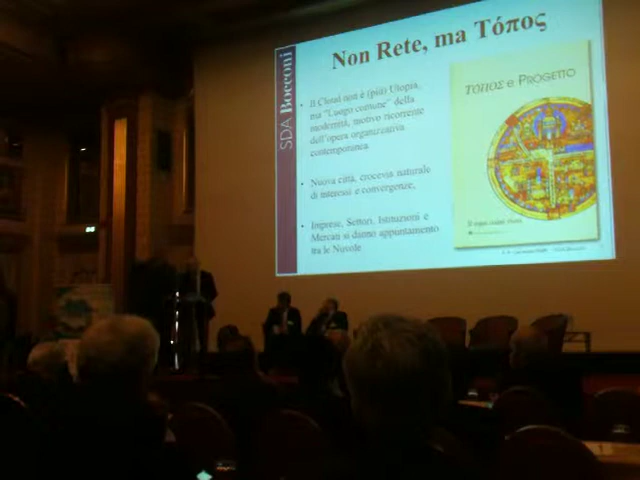 Non Rete, ma Τόπος
SDA Bocconi
• Il Cloud non è (più) Utopia,
ma "Luogo comune" della
modernità, motivo ricorrente
dell'opera organizzativa
contemporanea
• Nuova città, crocevia naturale
di interessi e convergenze,
• Imprese, Settori, Istituzioni e
Mercati si danno appuntamento
tra le Nuvole
ΤΟΠΟΣ e PROGETTO